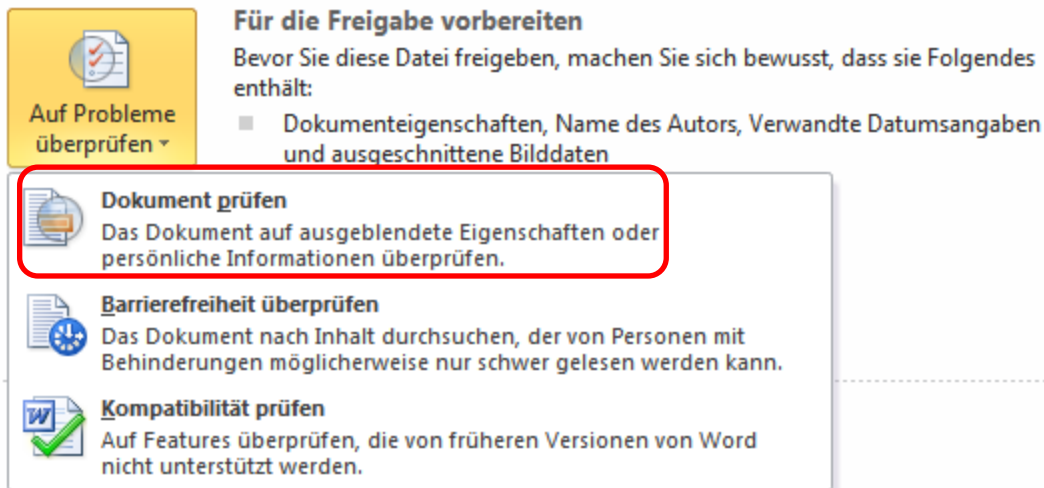 Für die Freigabe vorbereiten
Bevor Sie diese Datei freigeben, machen Sie sich bewusst, dass sie Folgendes
enthält:
Dokumenteigenschaften, Name des Autors, Verwandte Datumsangaben
und ausgeschnittene Bilddaten
Auf Probleme
überprüfen
Dokument prüfen
Das Dokument auf ausgeblendete Eigenschaften oder
persönliche Informationen überprüfen.
Barrierefreiheit überprüfen
Das Dokument nach Inhalt durchsuchen, der von Personen mit
Behinderungen möglicherweise nur schwer gelesen werden kann.
Kompatibilität prüfen
Auf Features überprüfen, die von früheren Versionen von Word
nicht unterstützt werden.